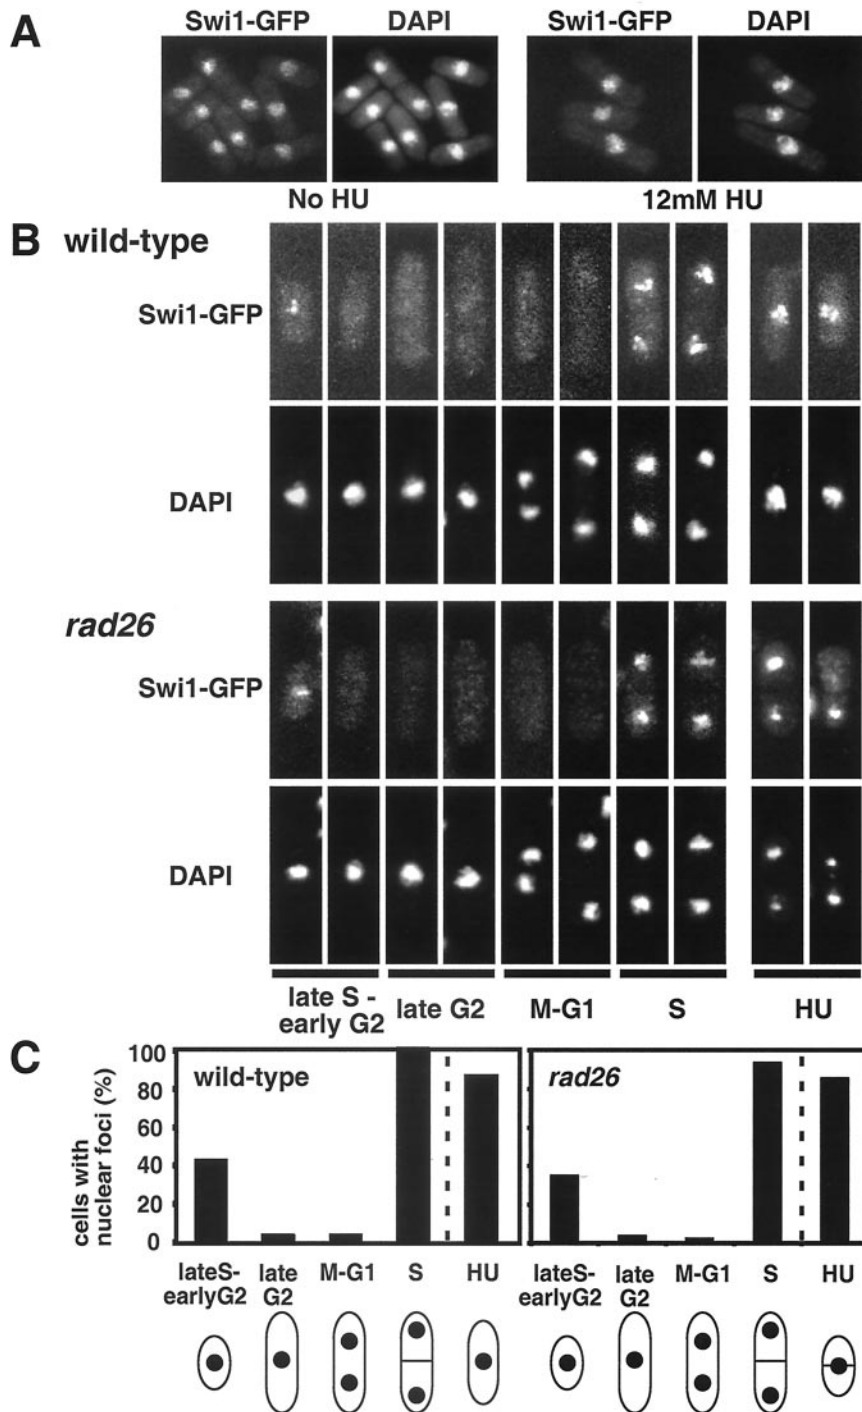 A
Swi1-GFP DAPI Swi1-GFP DAPI
No HU 12mM HU
B
wild-type
Swi1-GFP
DAPI
rad26
Swi1-GFP
DAPI
late S - early G2 late G2 M-G1 S HU
C
cells with nuclear foci (%)
100
80
60
40
20
0
wild-type
rad26
lateS-earlyG2 late G2 M-G1 S HU
lateS-earlyG2 late G2 M-G1 S HU